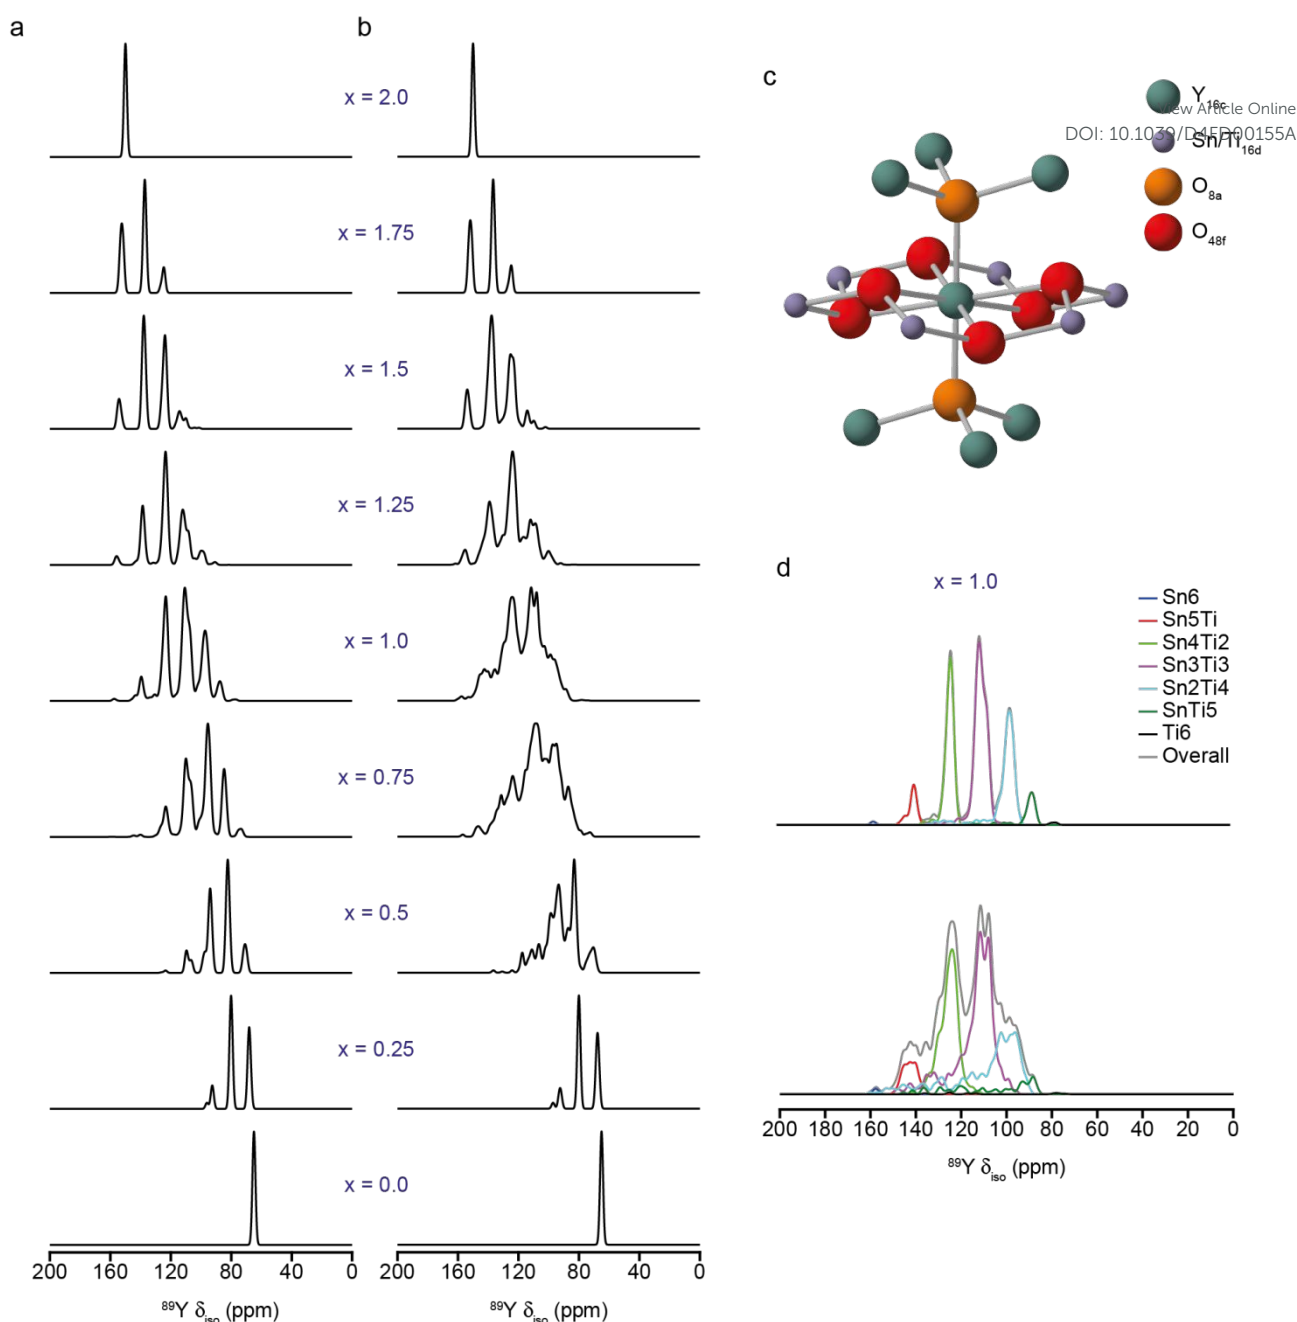 a
b
x = 2.0
x = 1.75
x = 1.5
x = 1.25
x = 1.0
x = 0.75
x = 0.5
x = 0.25
x = 0.0
200 160 120 80 40 0
200 160 120 80 40 0
⁸⁹Y δiso (ppm)
⁸⁹Y δiso (ppm)
c
Y16c
View Article Online
DOI: 10.1039/D4FD00155A
Sn/Ti16d
O8a
O48f
d
x = 1.0
Sn6
Sn5Ti
Sn4Ti2
Sn3Ti3
Sn2Ti4
SnTi5
Ti6
Overall
200 180 160 140 120 100 80 60 40 20 0
⁸⁹Y δiso (ppm)